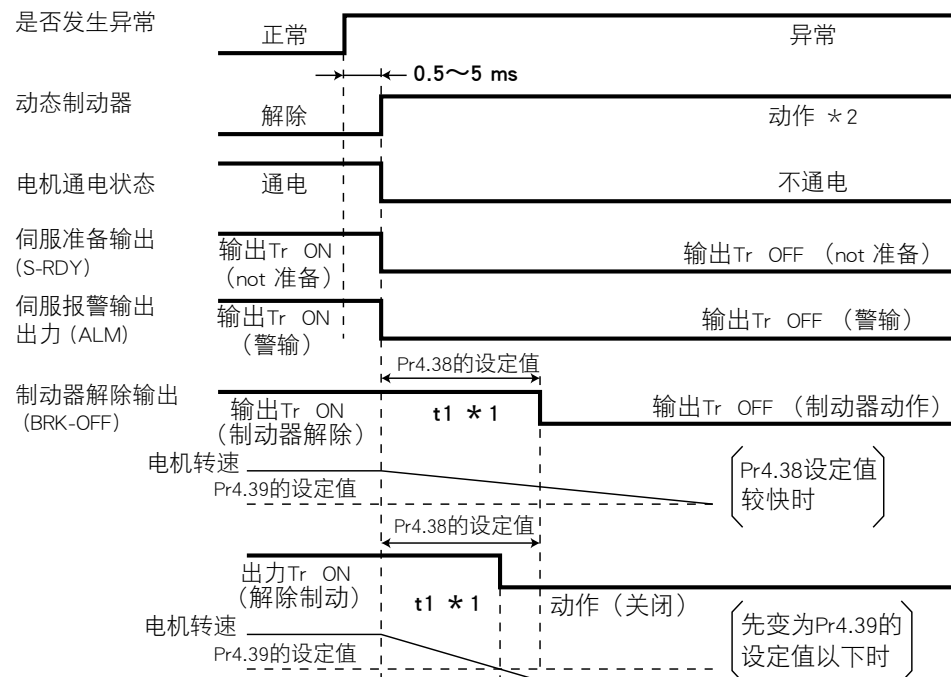 是否发生异常
正常
异常
0.5～5 ms
动态制动器
解除
动作 ＊2
电机通电状态
通电
不通电
伺服准备输出
(S-RDY)
输出Tr ON
（not 准备）
输出Tr OFF （not 准备）
伺服报警输出
出力 (ALM)
输出Tr ON
（警输）
输出Tr OFF （警输）
Pr4.38的设定值
制动器解除输出
(BRK-OFF)
输出Tr ON
（制动器解除）
t1 ＊1
输出Tr OFF （制动器动作）
电机转速
Pr4.39的设定值
Pr4.38设定值
较快时
Pr4.38的设定值
出力Tr ON
（解除制动）
t1 ＊1
动作（关闭）
电机转速
Pr4.39的设定值
先变为Pr4.39的
设定值以下时